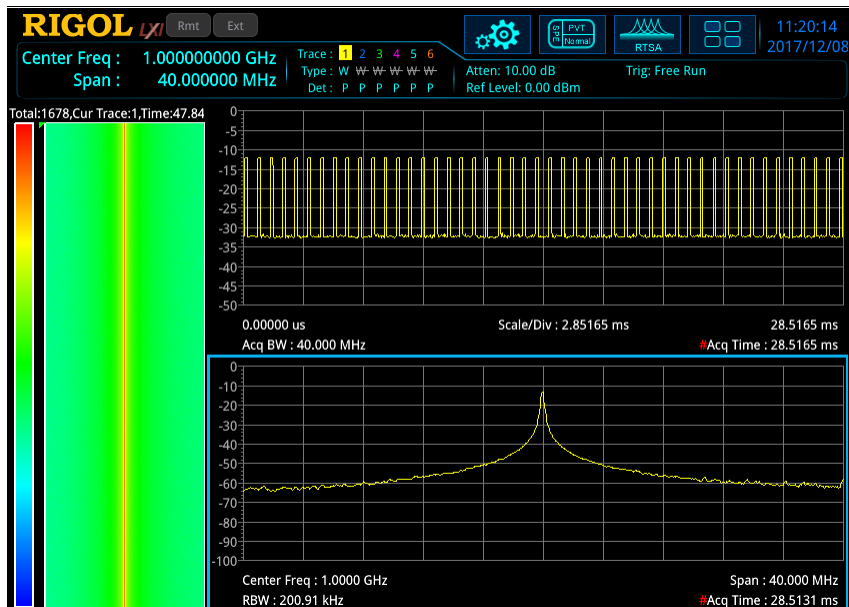 RIGOL LXI Rmt Ext
Center Freq : 1.000000000 GHz
Span : 40.000000 MHz
Trace : 1 2 3 4 5 6
Type : W W W W W W
Det : P P P P P P
SPE PVT Normal
RTSA
Atten: 10.00 dB
Ref Level: 0.00 dBm
Trig: Free Run
11:20:14
2017/12/08
Total:1678,Cur Trace:1,Time:47.84
0
-5
-10
-15
-20
-25
-30
-35
-40
-45
-50
0.00000 us Scale/Div : 2.85165 ms 28.5165 ms
Acq BW : 40.000 MHz #Acq Time : 28.5165 ms
0
-10
-20
-30
-40
-50
-60
-70
-80
-90
-100
Center Freq : 1.0000 GHz Span : 40.000 MHz
RBW : 200.91 kHz #Acq Time : 28.5131 ms